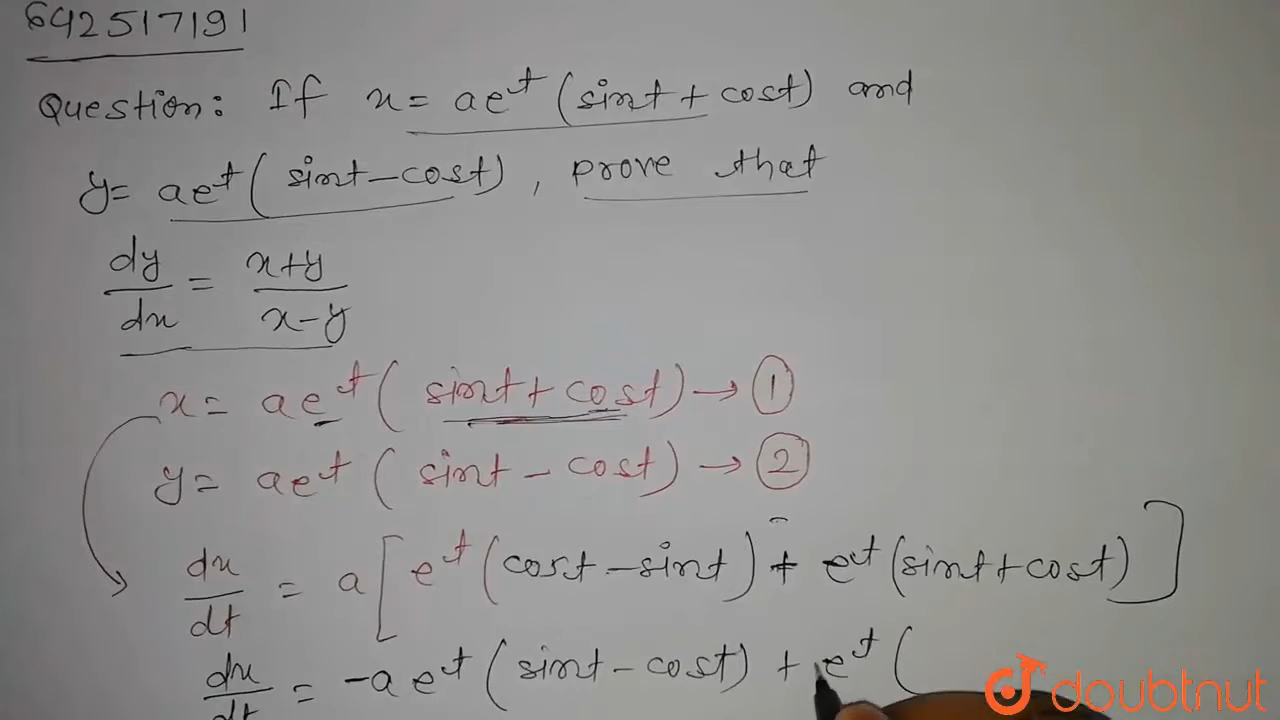 642517191
Question: If x = ae^t (sint + cost) and
y = ae^t (sint - cost), prove that
dy/dx = x+y/x-y
x = ae^t (sint + cost) → ①
y = ae^t (sint - cost) → ②
dx/dt = a[e^t (cost - sint) + e^t (sint + cost)]
dx/dt = -ae^t (sint - cost) + e^t (
doubtnut